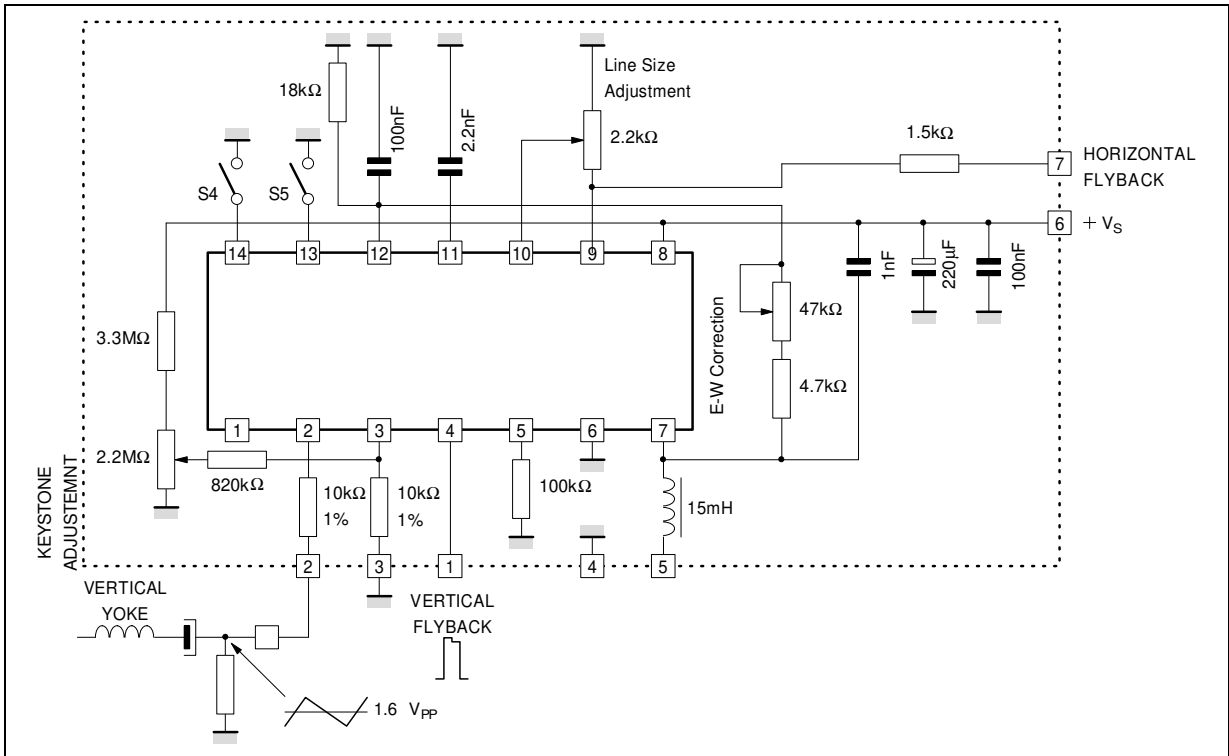 Line Size
Adjustment
18kΩ
100nF
2.2nF
2.2kΩ
1.5kΩ
7
HORIZONTAL
FLYBACK
S4
S5
6
+ VS
14
13
12
11
10
9
8
1nF
220µF
100nF
3.3MΩ
E-W Correction
47kΩ
4.7kΩ
1
2
3
4
5
6
7
2.2MΩ
820kΩ
10kΩ
1%
10kΩ
1%
100kΩ
15mH
KEYSTONE
ADJUSTEMNT
2
3
1
4
5
VERTICAL
YOKE
VERTICAL
FLYBACK
1.6 VPP